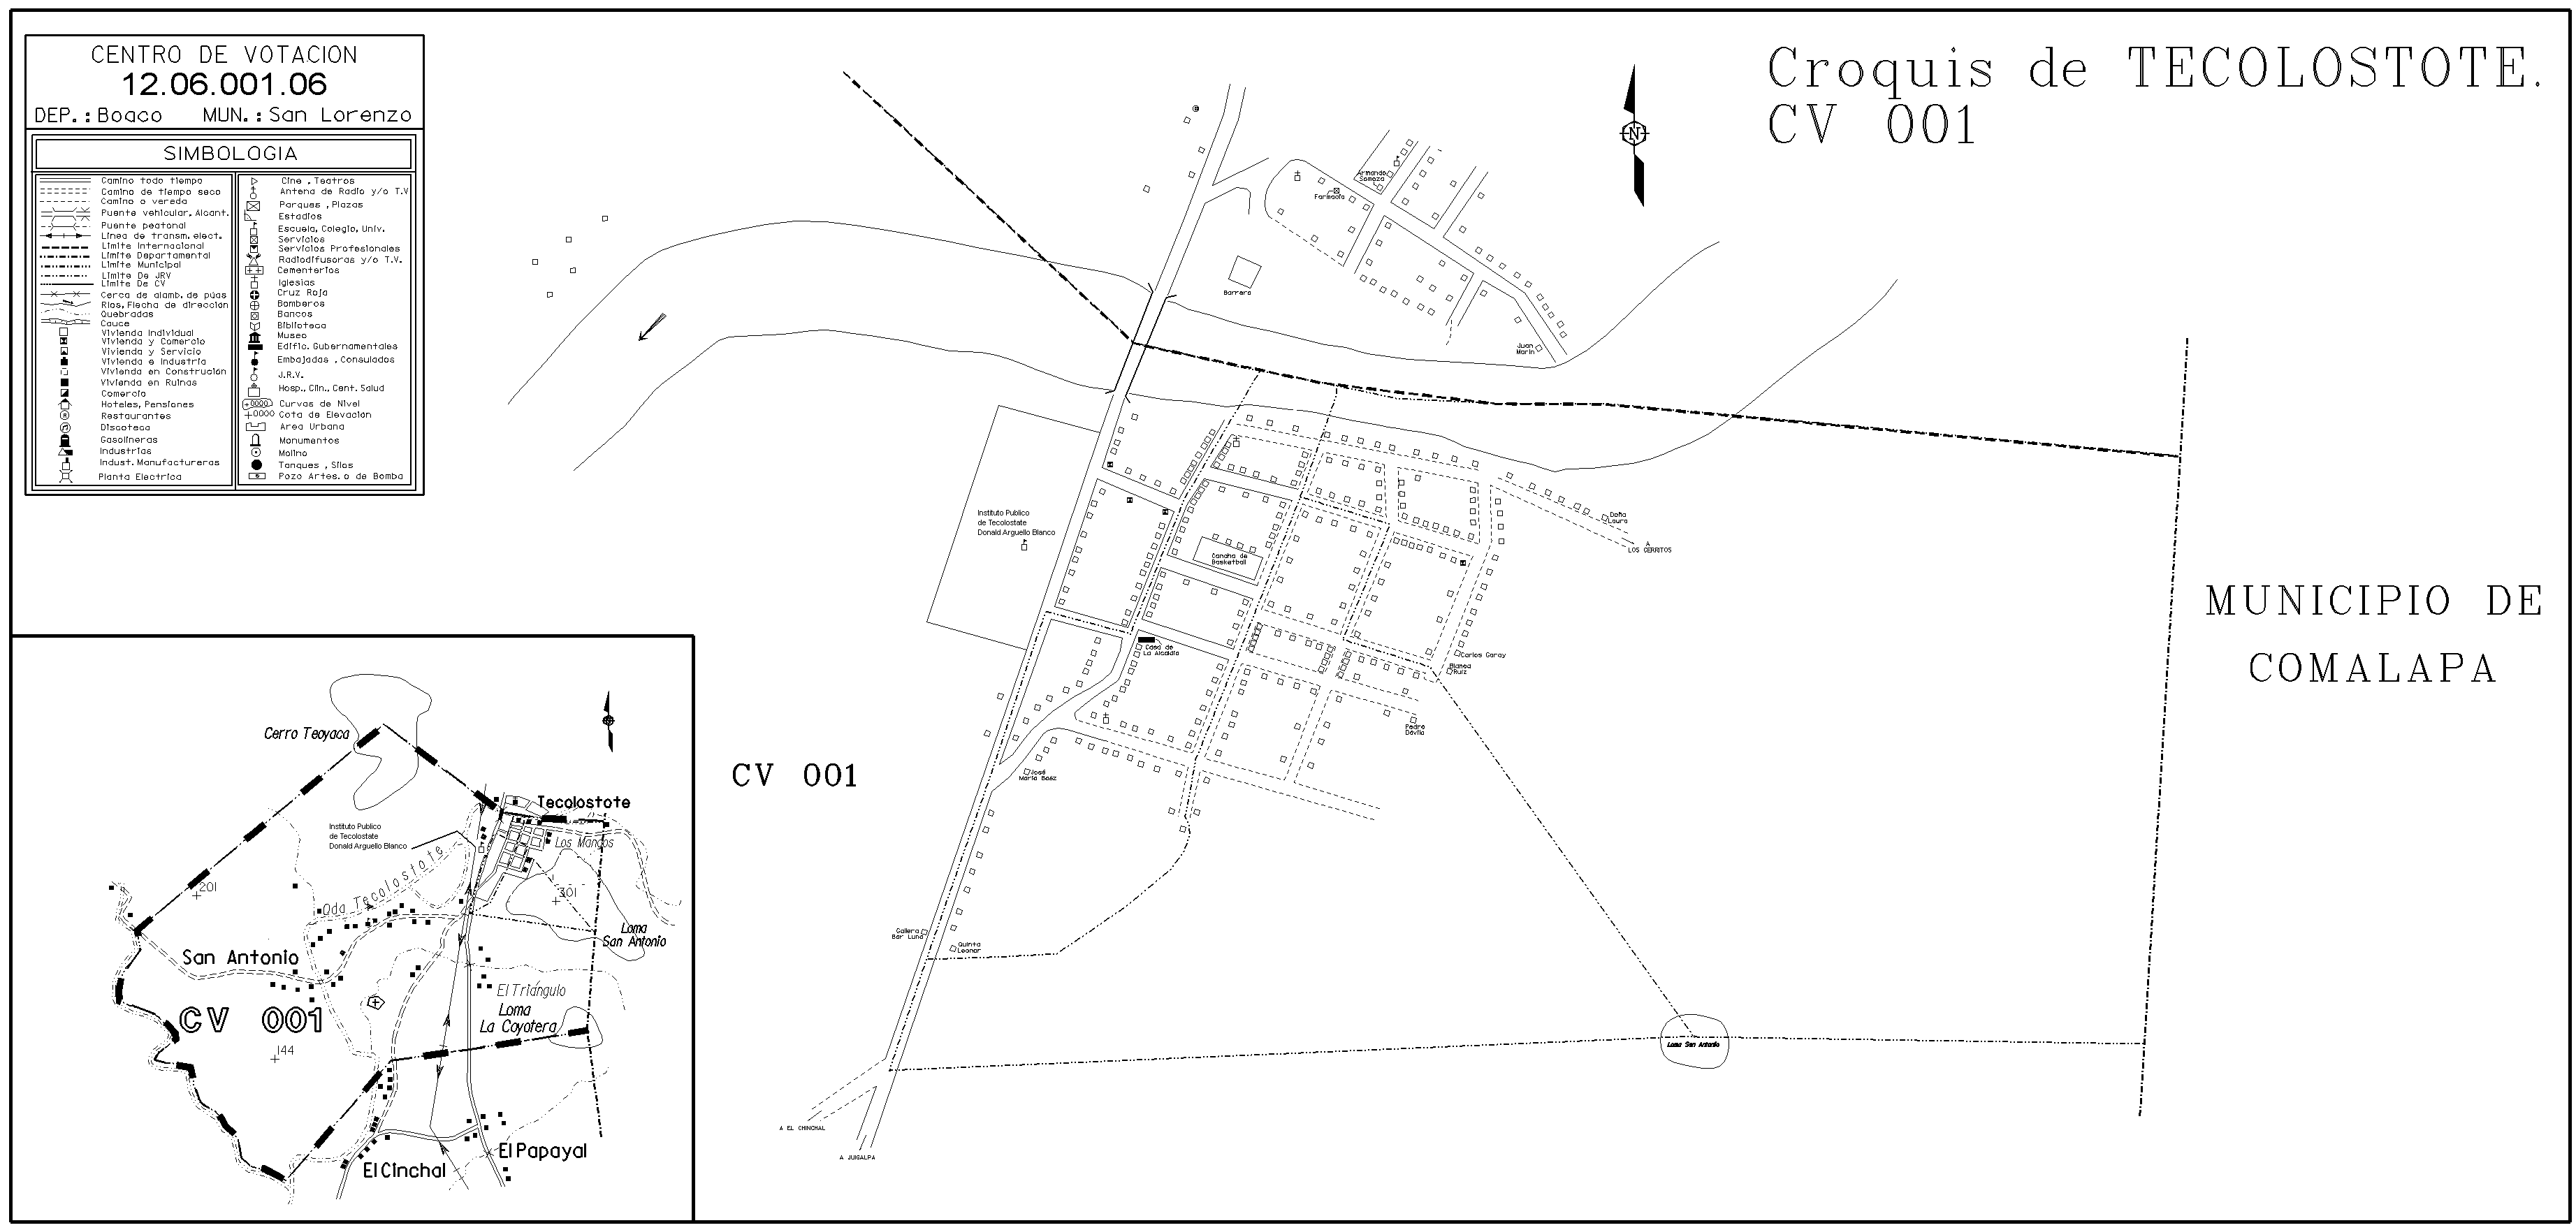 CENTRO DE VOTACION
12.06.001.06
DEP.: Boaco MUN.: San Lorenzo
SIMBOLOGIA
Camino todo tiempo
Camino de tiempo seco
Camino o vereda
Puente vehicular, Alcant.
Puente peatonal
Linea de transm. elect.
Limite Internacional
Limite Departamental
Limite Municipal
Limite De JRV
Limite De CV
Cerca de alamb. de púas
Rios, Flecha de dirección
Quebradas
Cauce
Vivienda Individual
Vivienda y Comercio
Vivienda y Servicio
Vivienda e Industria
Vivienda en Construción
Vivienda en Ruinas
Comercio
Hoteles, Pensiones
Restaurantes
Discoteca
Gasolineras
Industrias
Indust. Manufactureras
Planta Electrica
Cine , Teatros
Antena de Radio y/o T.V
Parques , Plazas
Estadios
Escuela, Colegio, Univ.
Servicios
Servicios Profesionales
Radiodifusoras y/o T.V.
Cementerios
Iglesias
Cruz Roja
Bomberos
Bancos
Biblioteca
Museo
Edific. Gubernamentales
Embajadas , Consulados
J.R.V.
Hosp., Clin., Cent. Salud
Curvas de Nivel
+0000 Cota de Elevación
Area Urbana
Monumentos
Molino
Tanques , Silos
Pozo Artes. o de Bomba
Croquis de TECOLOSTOTE.
CV 001
N
Armando
Somoza
Farmacia
Barrera
Juan
Marin
Instituto Publico
de Tecolostate
Donald Arguello Blanco
Cancha de
Basketball
Doña
Laura
A
LOS CERRITOS
MUNICIPIO DE
COMALAPA
Casa de
La Alcaldia
Carlos Garay
Blanca
Ruiz
Pedro
Dávila
CV 001
José
Maria Baéz
Gallera
Bar Luna
Quinta
Leonor
Loma San Antonio
A EL CHINCHAL
A JUIGALPA
Cerro Teoyaca
Tecolostote
Instituto Publico
de Tecolostate
Donald Arguello Blanco
Los Mangos
Qda Tecolostote
201
301
Loma
San Antonio
San Antonio
El Triángulo
Loma
La Coyotera
CV 001
144
El Papayal
El Cinchal